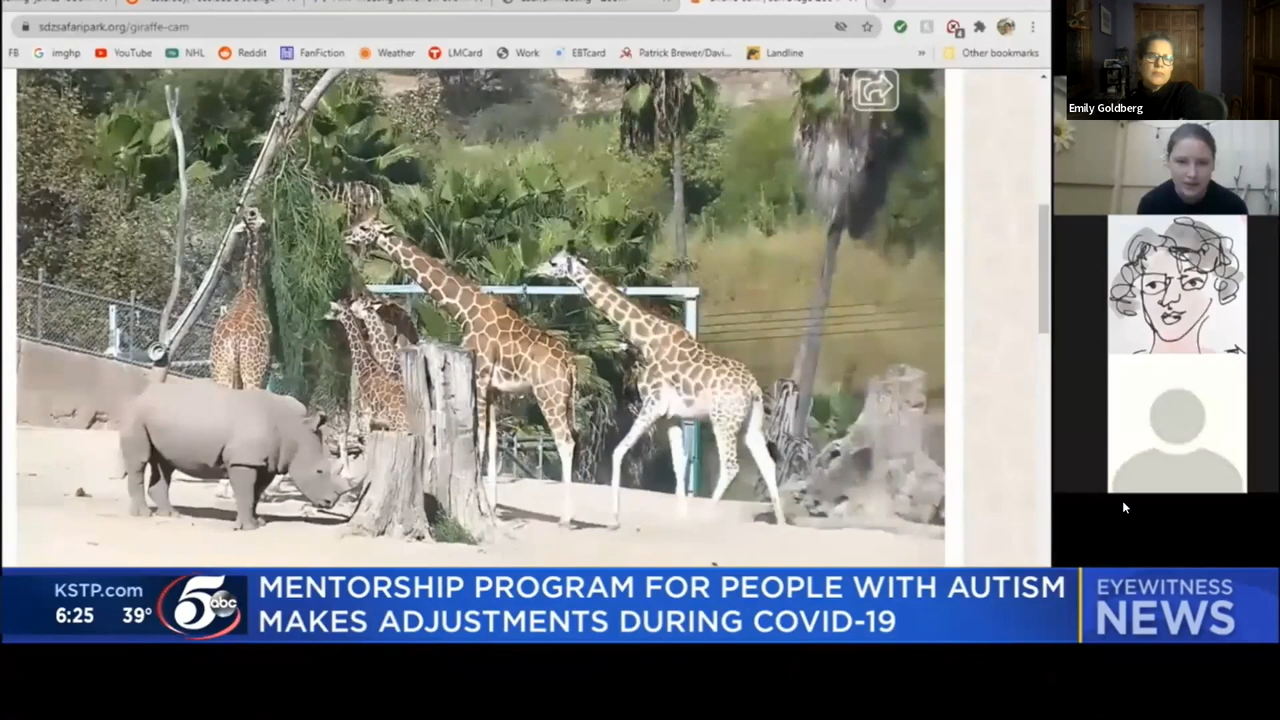 sdzsafaripark.org/giraffe-cam
FB imghp YouTube NHL Reddit FanFiction Weather LMCard Work EBTcard Patrick Brewer/Davi... Landline » Other bookmarks
Emily Goldberg
KSTP.com
6:25 39°
5 abc
MENTORSHIP PROGRAM FOR PEOPLE WITH AUTISM
MAKES ADJUSTMENTS DURING COVID-19
EYEWITNESS
NEWS